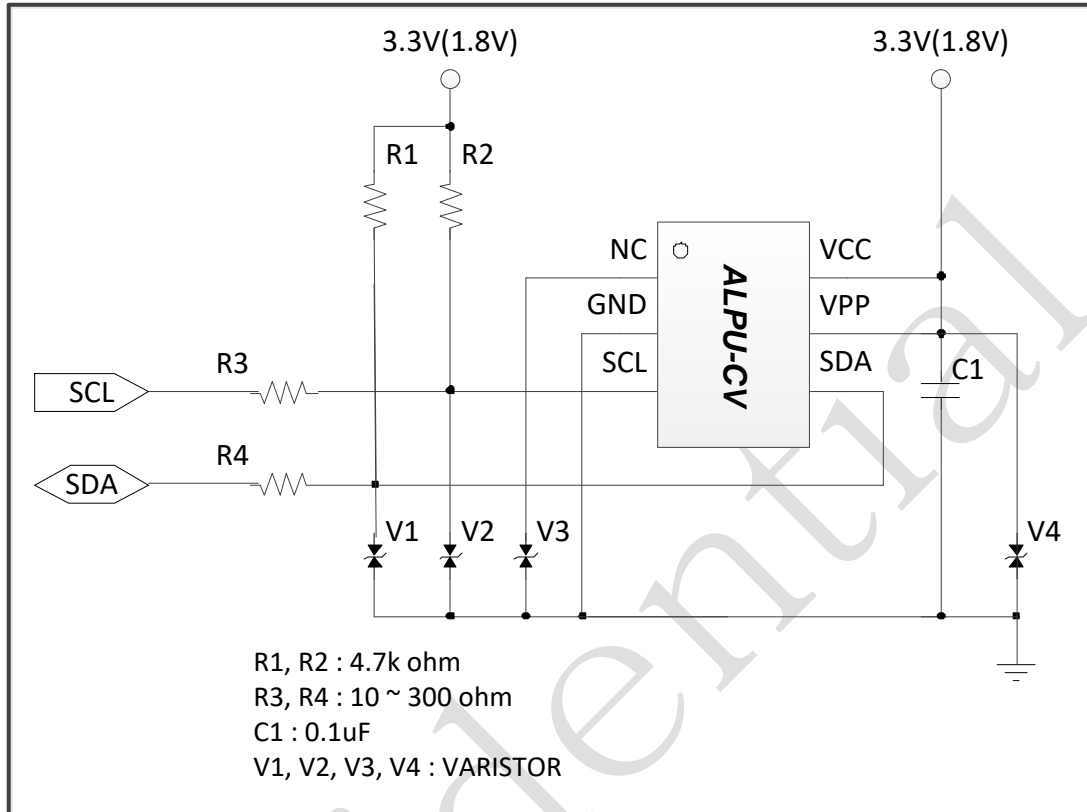 3.3V(1.8V)
3.3V(1.8V)
R1
R2
NC
VCC
GND
VPP
SCL
SDA
ALPU-CV
C1
R3
SCL
R4
SDA
V1
V2
V3
V4
R1, R2 : 4.7k ohm
R3, R4 : 10 ~ 300 ohm
C1 : 0.1uF
V1, V2, V3, V4 : VARISTOR
idential